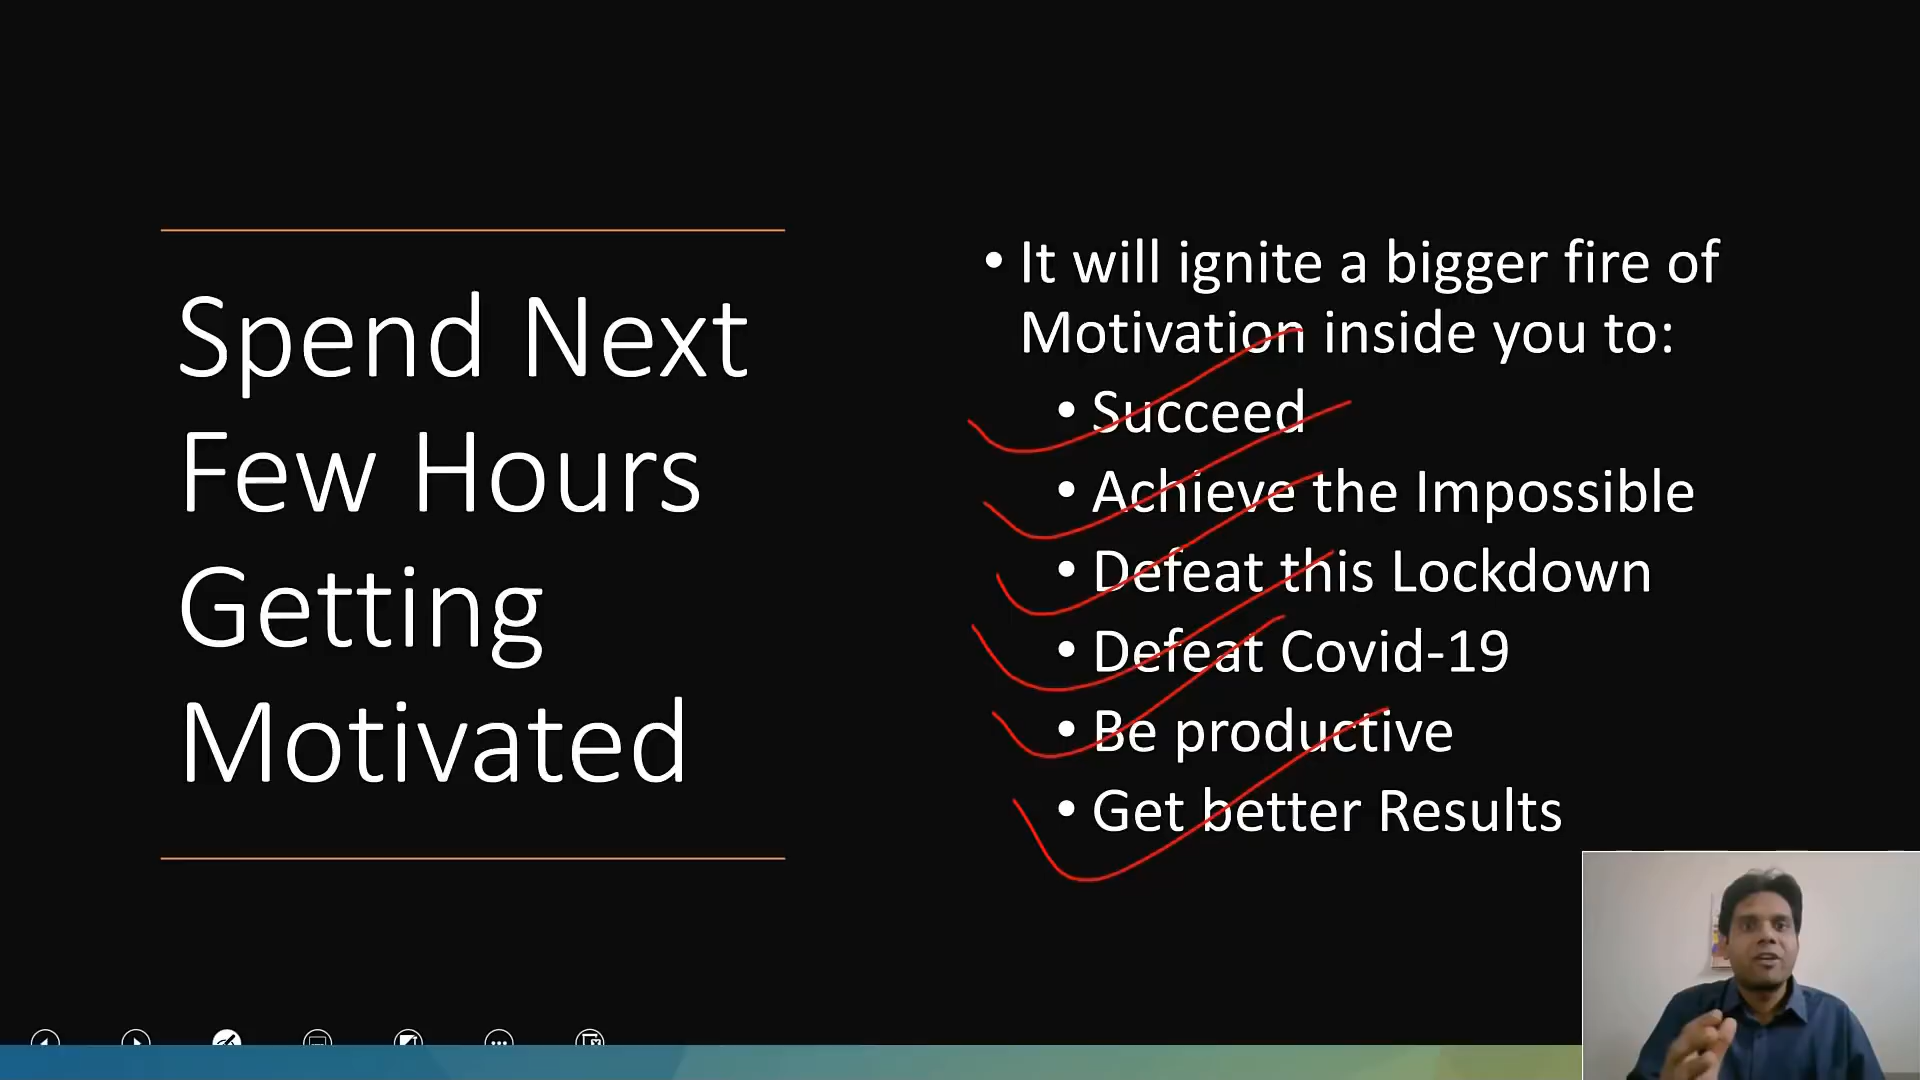 Spend Next
Few Hours
Getting
Motivated
• It will ignite a bigger fire of
Motivation inside you to:
• Succeed
• Achieve the Impossible
• Defeat this Lockdown
• Defeat Covid-19
• Be productive
• Get better Results